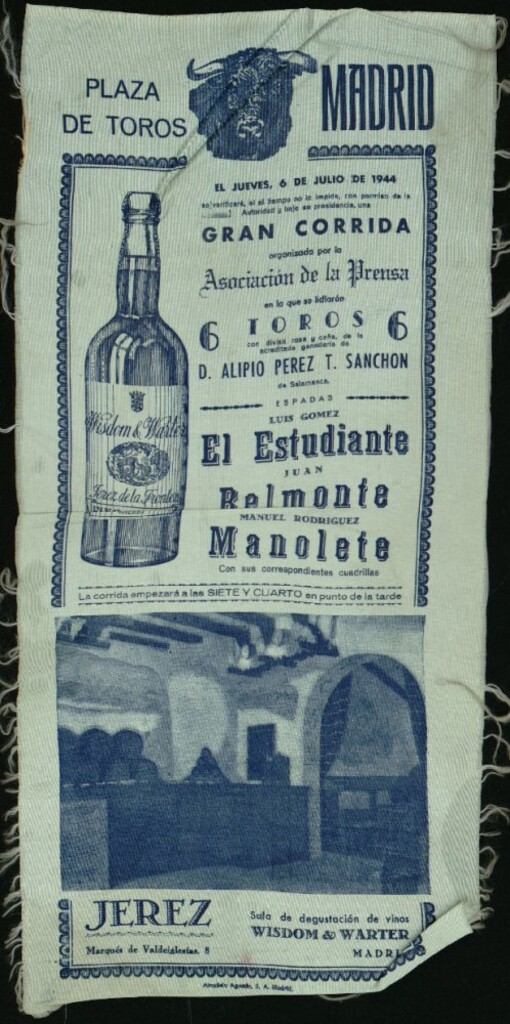 PLAZA
DE TOROS
MADRID
EL JUEVES, 6 DE JULIO DE 1944
se verificará, si el tiempo no lo impide, con permiso de la
Autoridad y bajo su presidencia, una
GRAN CORRIDA
organizada por la
Asociación de la Prensa
en la que se lidiarán
6 TOROS 6
con divisa rosa y caña, de la
acreditada ganadería de
D. ALIPIO PEREZ T. SANCHON
de Salamanca.
ESPADAS
LUIS GOMEZ
El Estudiante
JUAN
Belmonte
MANUEL RODRIGUEZ
Manolete
Con sus correspondientes cuadrillas
Wisdom & Warter
Jerez de la Frontera
La corrida empezará a las SIETE Y CUARTO en punto de la tarde
JEREZ
Marqués de Valdeiglesias, 8
Sala de degustación de vinos
WISDOM & WARTER
MADRI